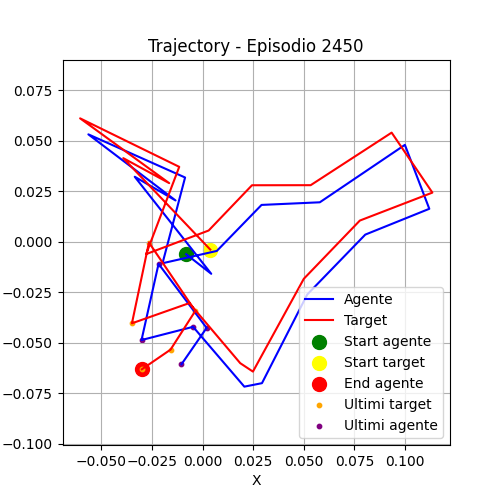 Trajectory - Episodio 2450
0.075
0.050
0.025
0.000
−0.025
−0.050
−0.075
−0.100
−0.050 −0.025 0.000 0.025 0.050 0.075 0.100
X
Agente
Target
Start agente
Start target
End agente
Ultimi target
Ultimi agente